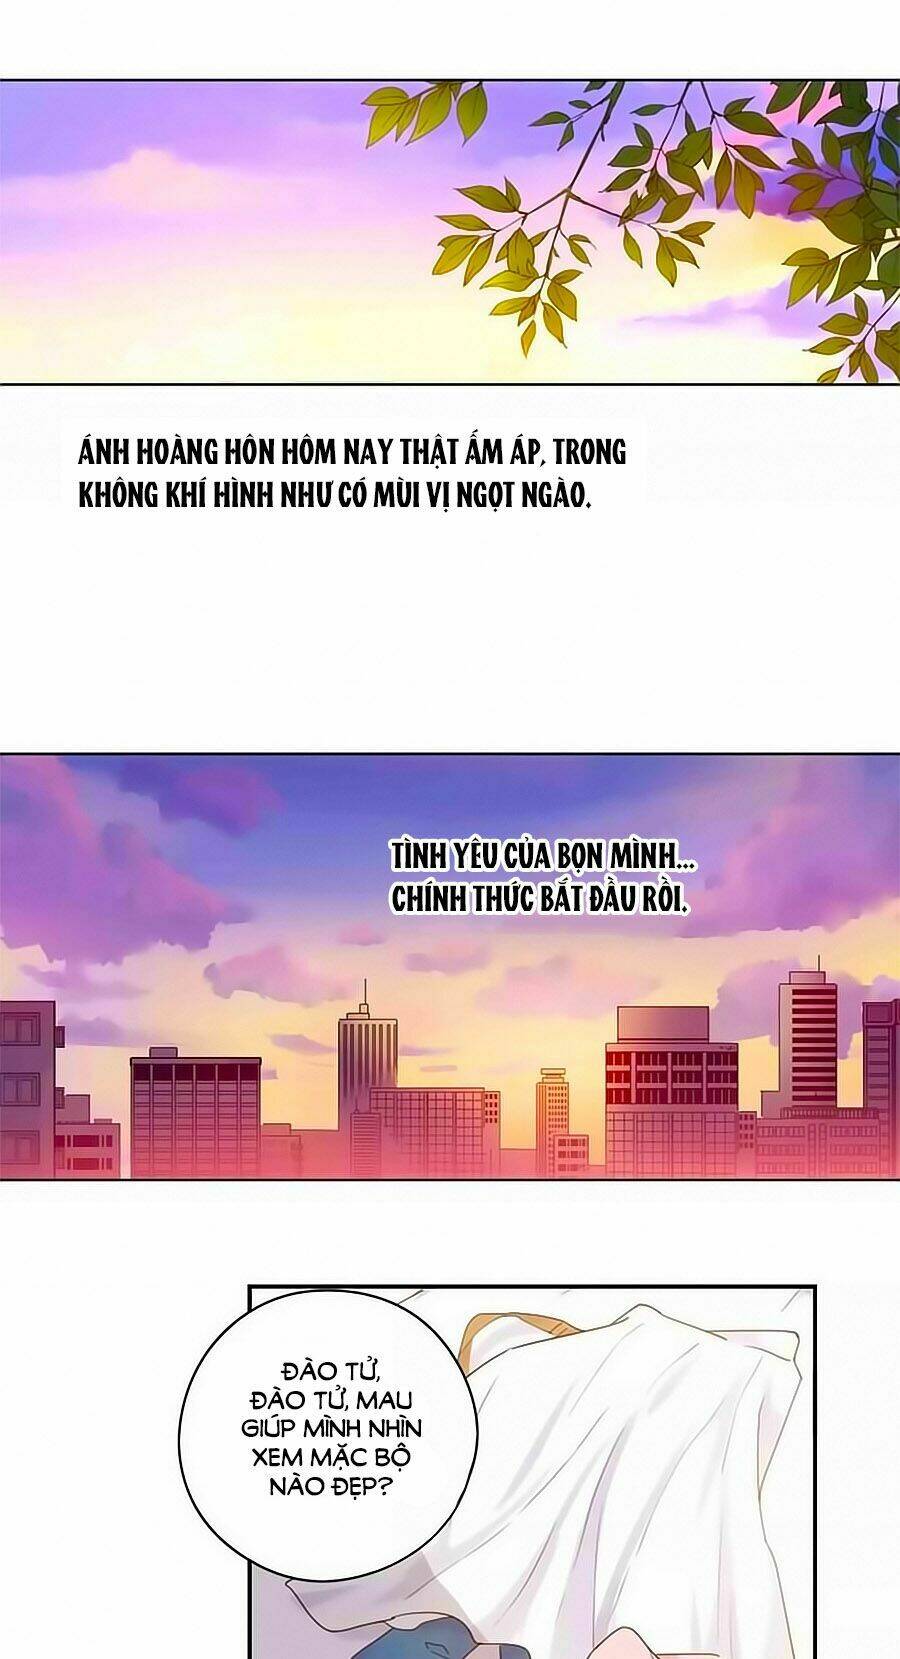 ÁNH HOÀNG HÔN HÔM NAY THẬT ẤM ÁP, TRONG
KHÔNG KHÍ HÌNH NHƯ CÓ MÙI VỊ NGỌT NGÀO.
TÌNH YÊU CỦA BỌN MÌNH...
CHÍNH THỨC BẮT ĐẦU RỒI.
ĐÀO TỬ,
ĐÀO TỬ, MAU
GIÚP MÌNH NHÌN
XEM MẶC BỘ
NÀO ĐẸP?